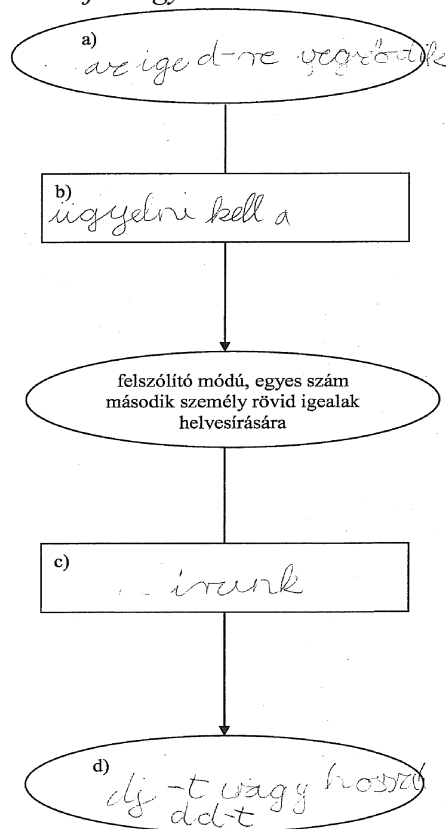 a)
az ige d-re végződik
b)
ügyelni kell a
felszólító módú, egyes szám
második személy rövid igealak
helyesírására
c)
írunk
d)
dj-t vagy hosszú
dd-t